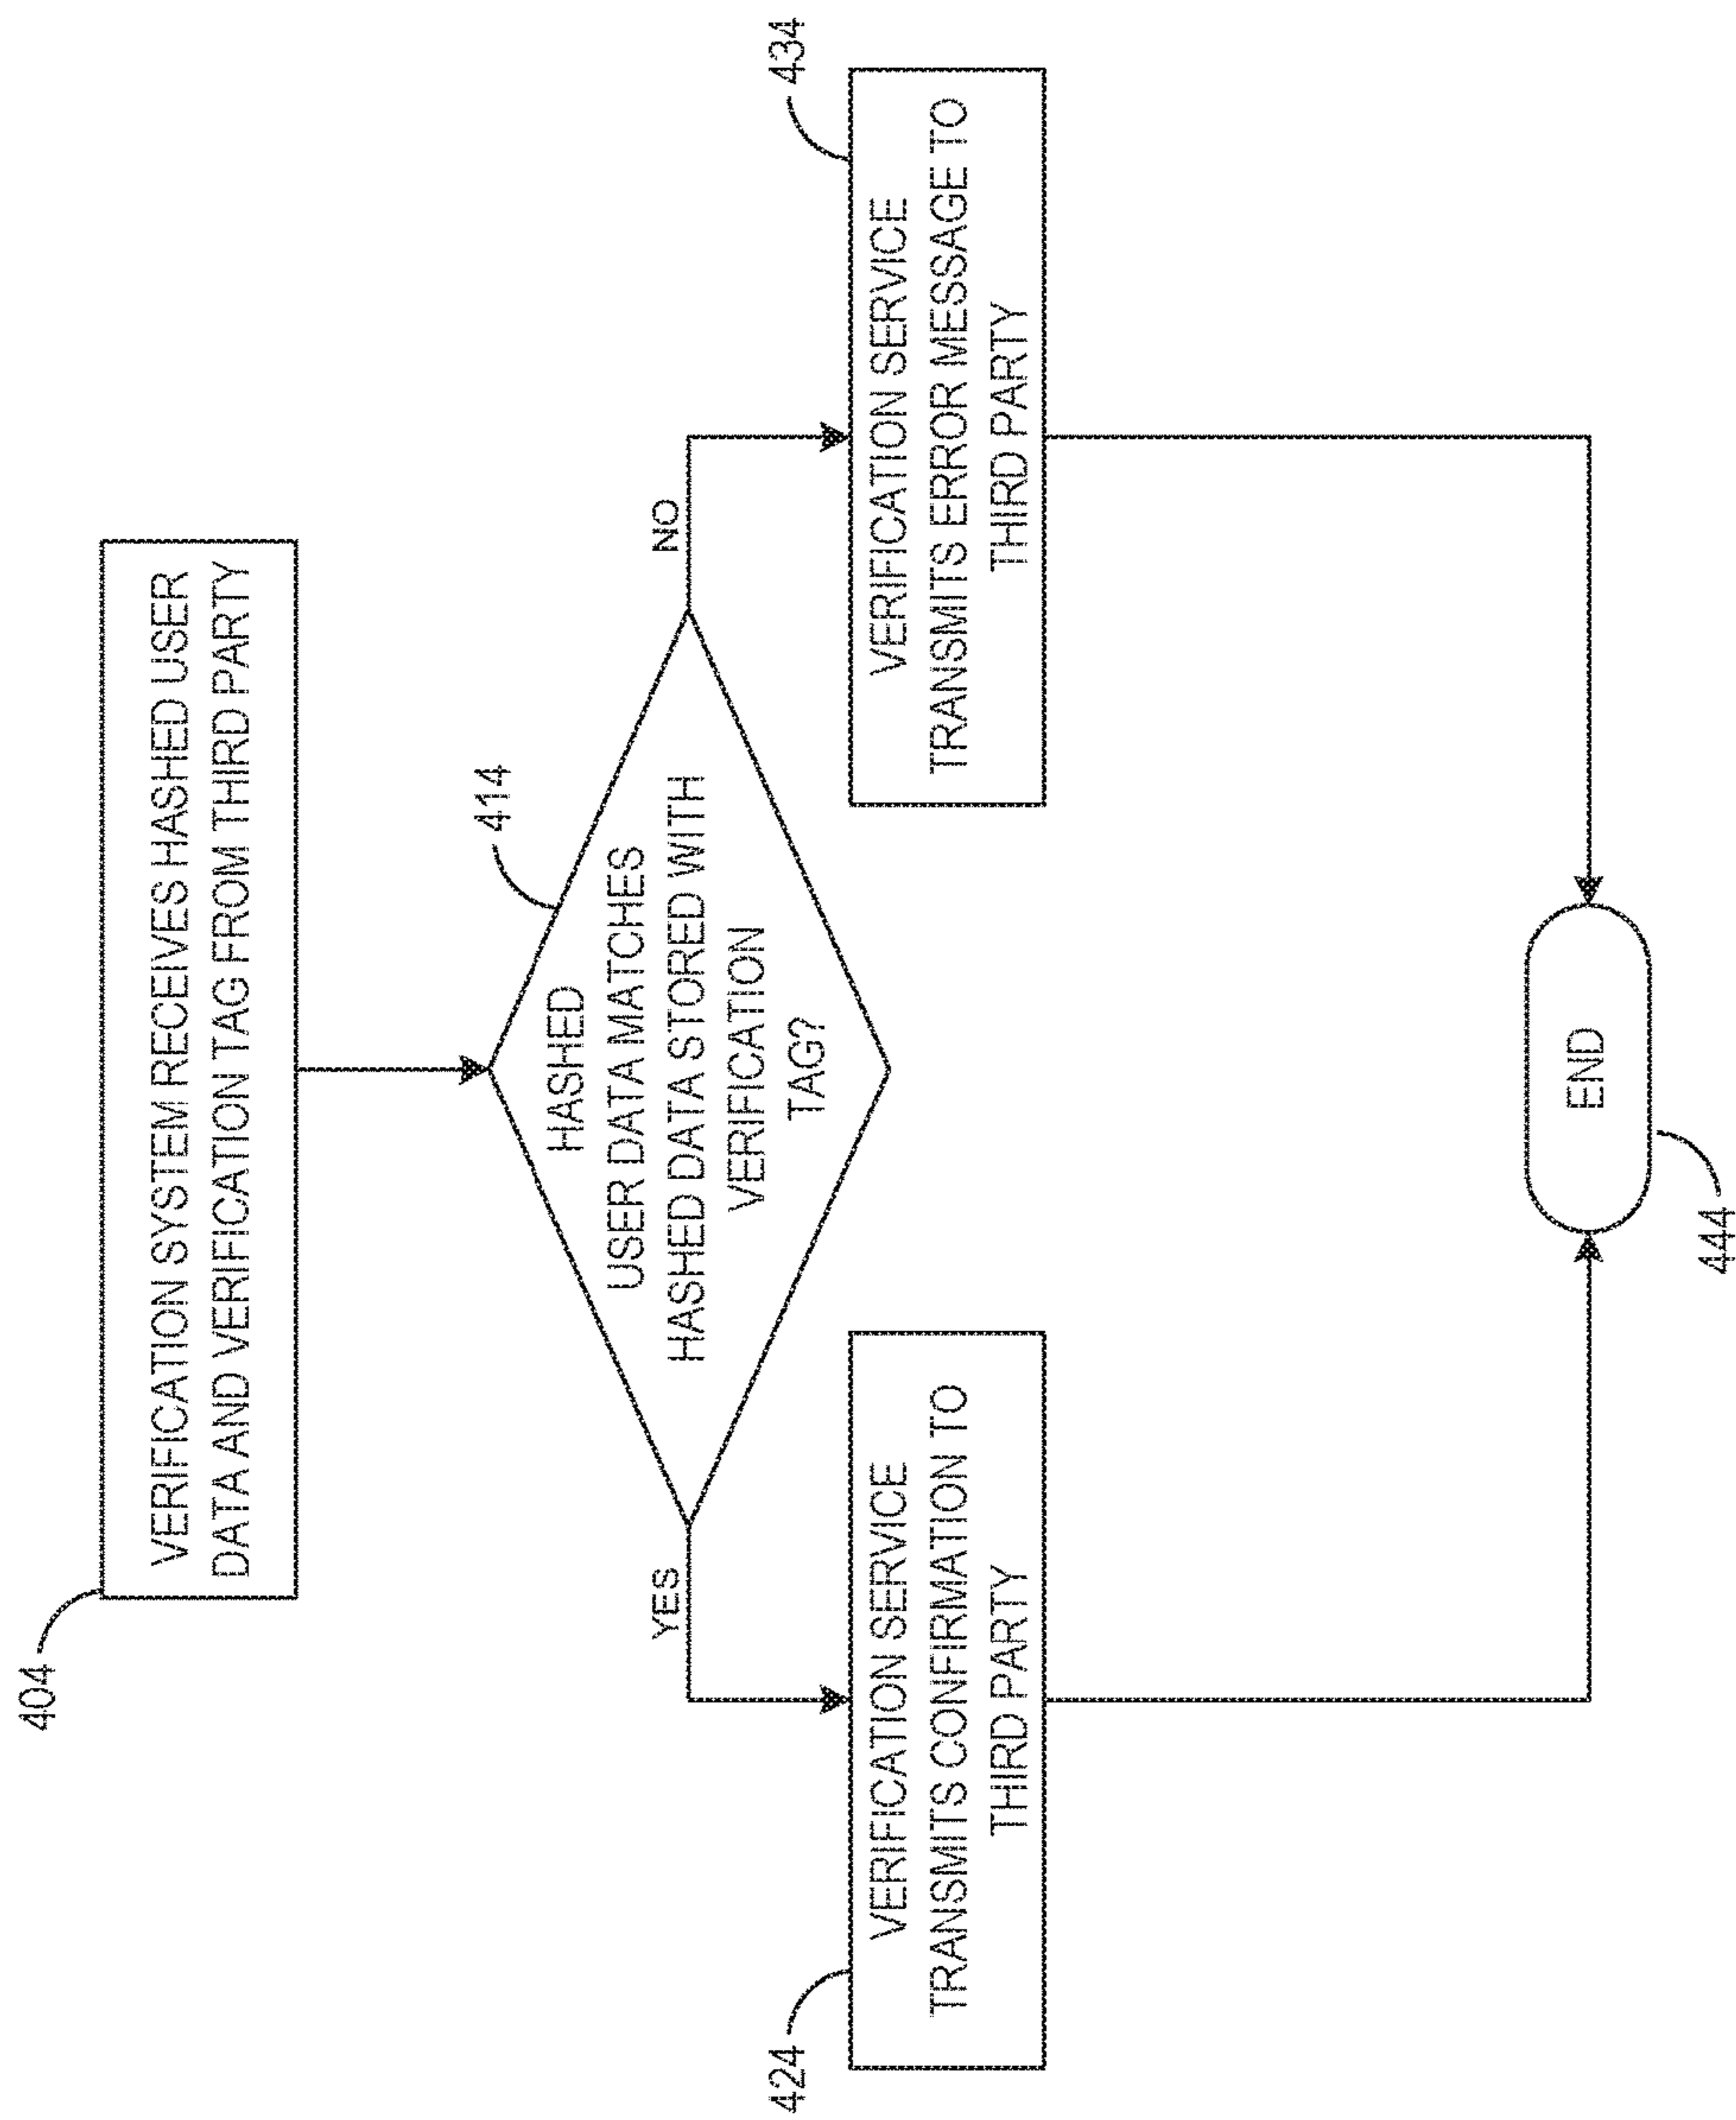 404
VERIFICATION SYSTEM RECEIVES HASHED USER
DATA AND VERIFICATION TAG FROM THIRD PARTY
414
HASHED
USER DATA MATCHES
HASHED DATA STORED WITH
VERIFICATION
TAG?
YES
NO
424
VERIFICATION SERVICE
TRANSMITS CONFIRMATION TO
THIRD PARTY
434
VERIFICATION SERVICE
TRANSMITS ERROR MESSAGE TO
THIRD PARTY
END
444